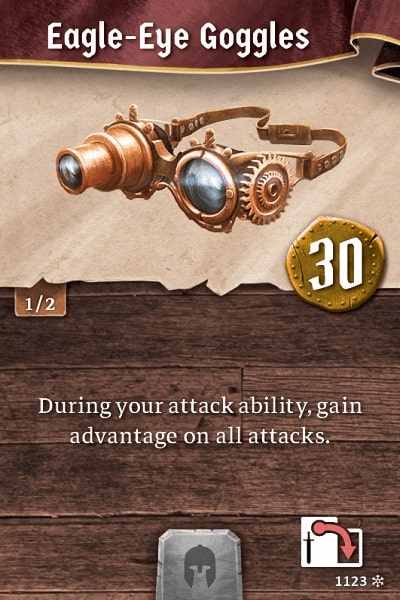 Eagle-Eye Goggles
30
1/2
During your attack ability, gain
advantage on all attacks.
1123